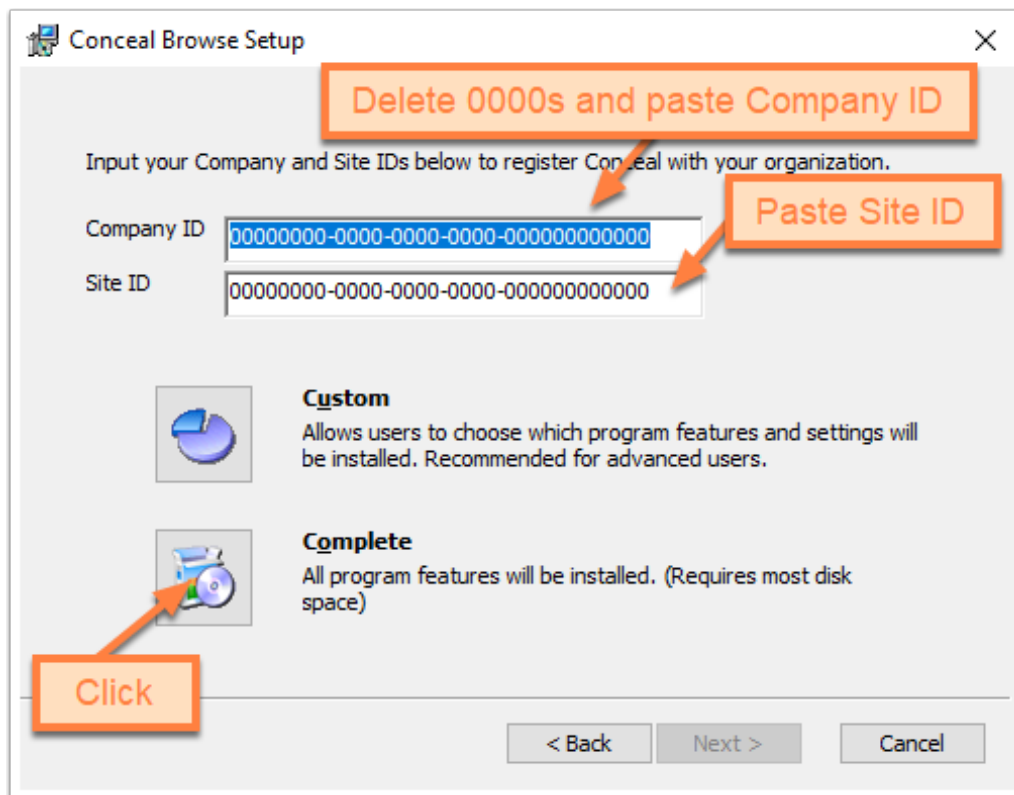 Conceal Browse Setup
Delete 0000s and paste Company ID
Input your Company and Site IDs below to register Conceal with your organization.
Paste Site ID
Company ID 00000000-0000-0000-0000-000000000000
Site ID 00000000-0000-0000-0000-000000000000
Custom
Allows users to choose which program features and settings will
be installed. Recommended for advanced users.
Complete
All program features will be installed. (Requires most disk
space)
Click
< Back Next > Cancel